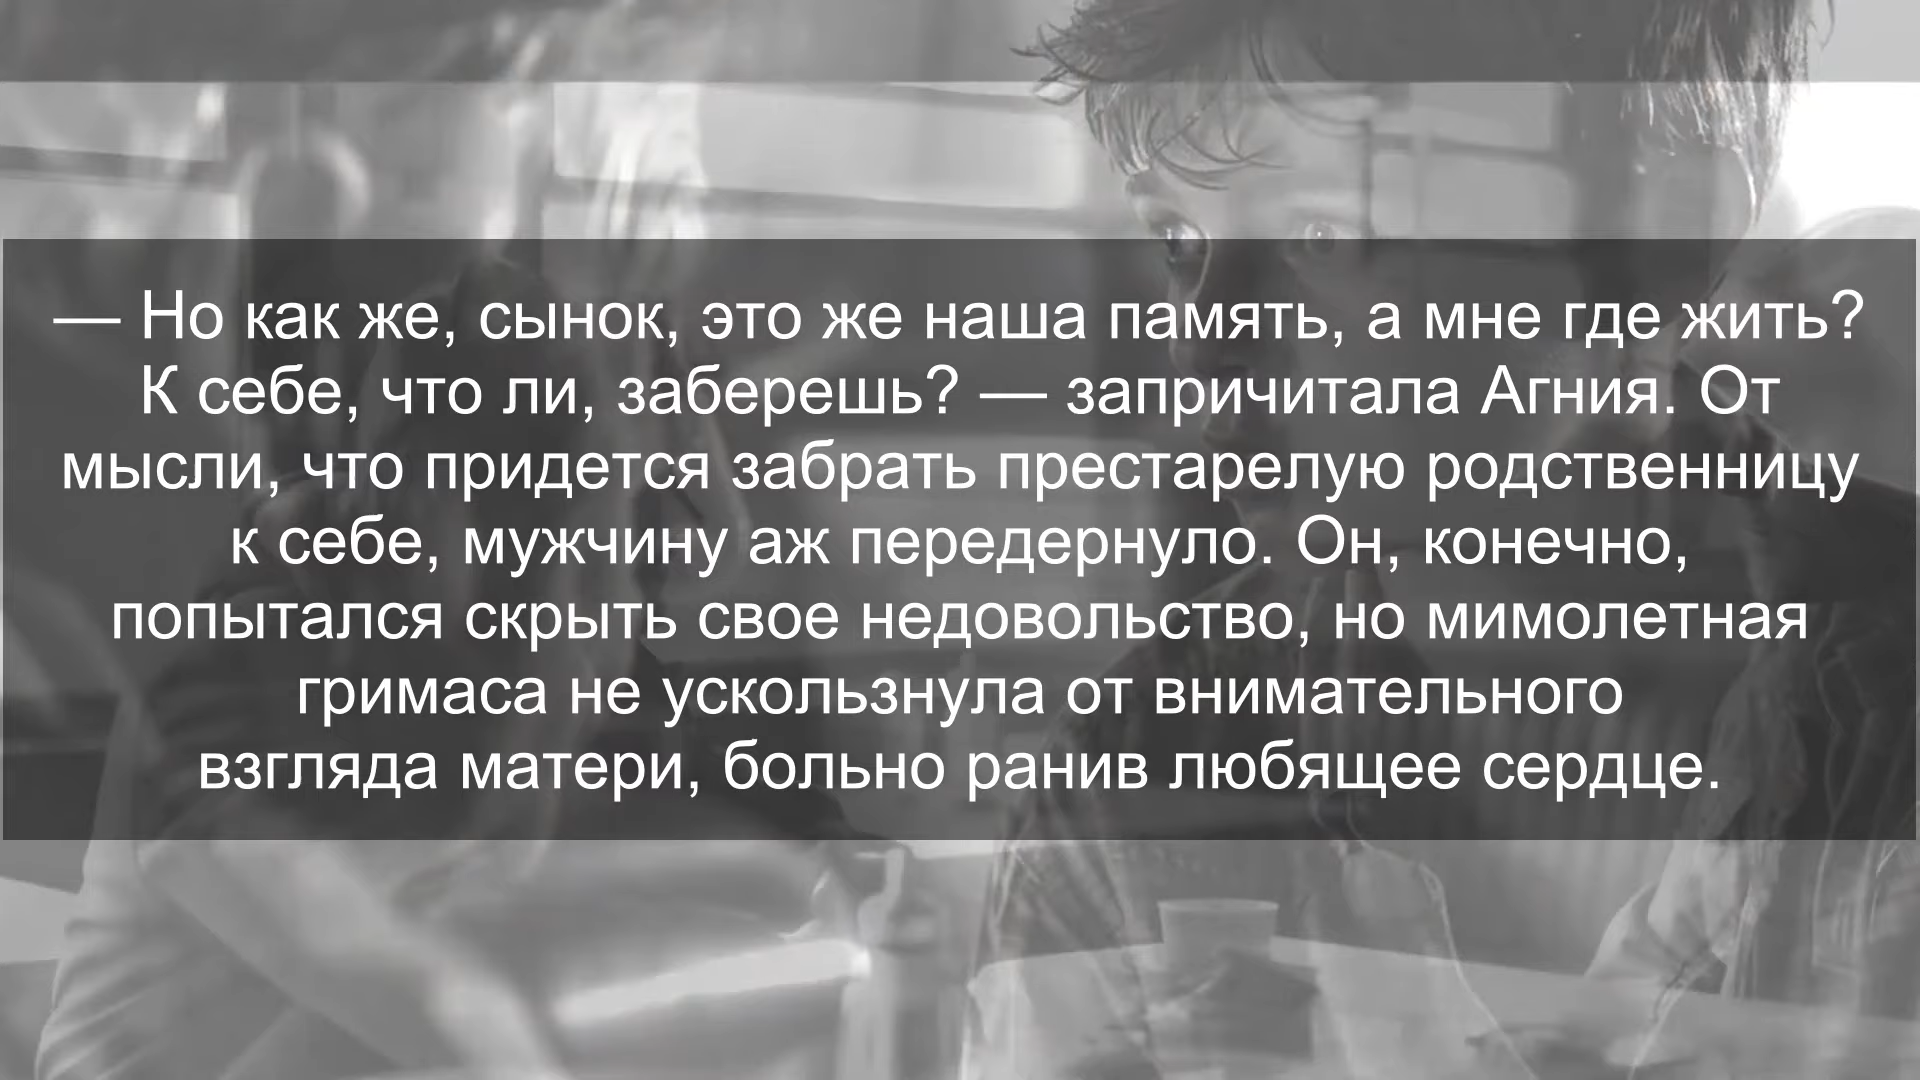 — Но как же, сынок, это же наша память, а мне где жить?
К себе, что ли, заберешь? — запричитала Агния. От
мысли, что придется забрать престарелую родственницу
к себе, мужчину аж передернуло. Он, конечно,
попытался скрыть свое недовольство, но мимолетная
гримаса не ускользнула от внимательного
взгляда матери, больно ранив любящее сердце.